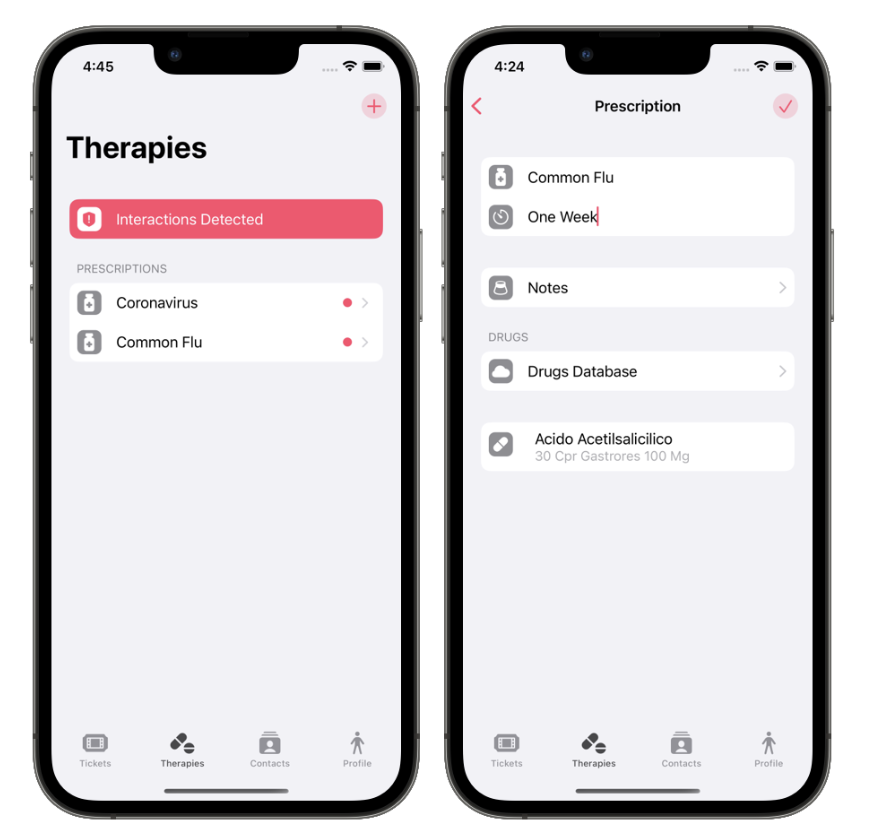 4:45
Therapies
Interactions Detected
PRESCRIPTIONS
Coronavirus
Common Flu
Tickets
Therapies
Contacts
Profile
4:24
Prescription
Common Flu
One Week
Notes
DRUGS
Drugs Database
Acido Acetilsalicilico
30 Cpr Gastrores 100 Mg
Tickets
Therapies
Contacts
Profile